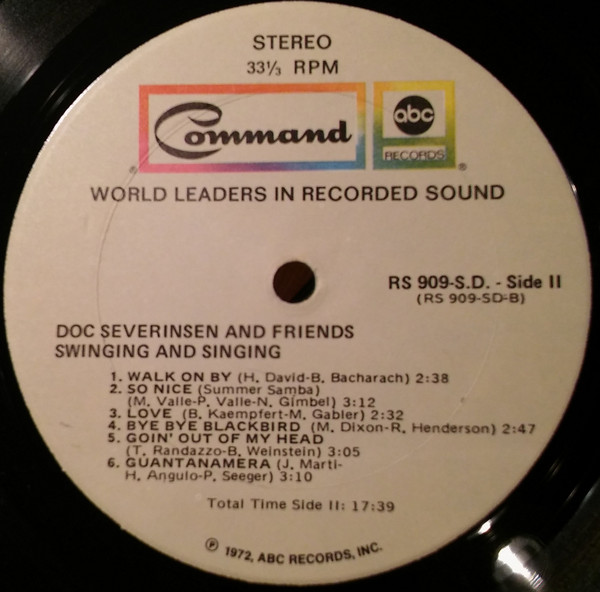 STEREO
33⅓ RPM
Command
abc
RECORDS
®
®
WORLD LEADERS IN RECORDED SOUND
RS 909-S.D. - Side II
(RS 909-SD-B)
DOC SEVERINSEN AND FRIENDS
SWINGING AND SINGING
1. WALK ON BY (H. David-B. Bacharach) 2:38
2. SO NICE (Summer Samba)
(M. Valle-P. Valle-N. Gimbel) 3:12
3. LOVE (B. Kaempfert-M. Gabler) 2:32
4. BYE BYE BLACKBIRD (M. Dixon-R. Henderson) 2:47
5. GOIN' OUT OF MY HEAD
(T. Randazzo-B. Weinstein) 3:05
6. GUANTANAMERA (J. Marti-
H. Angulo-P. Seeger) 3:10
Total Time Side II: 17:39
℗ 1972, ABC RECORDS, INC.